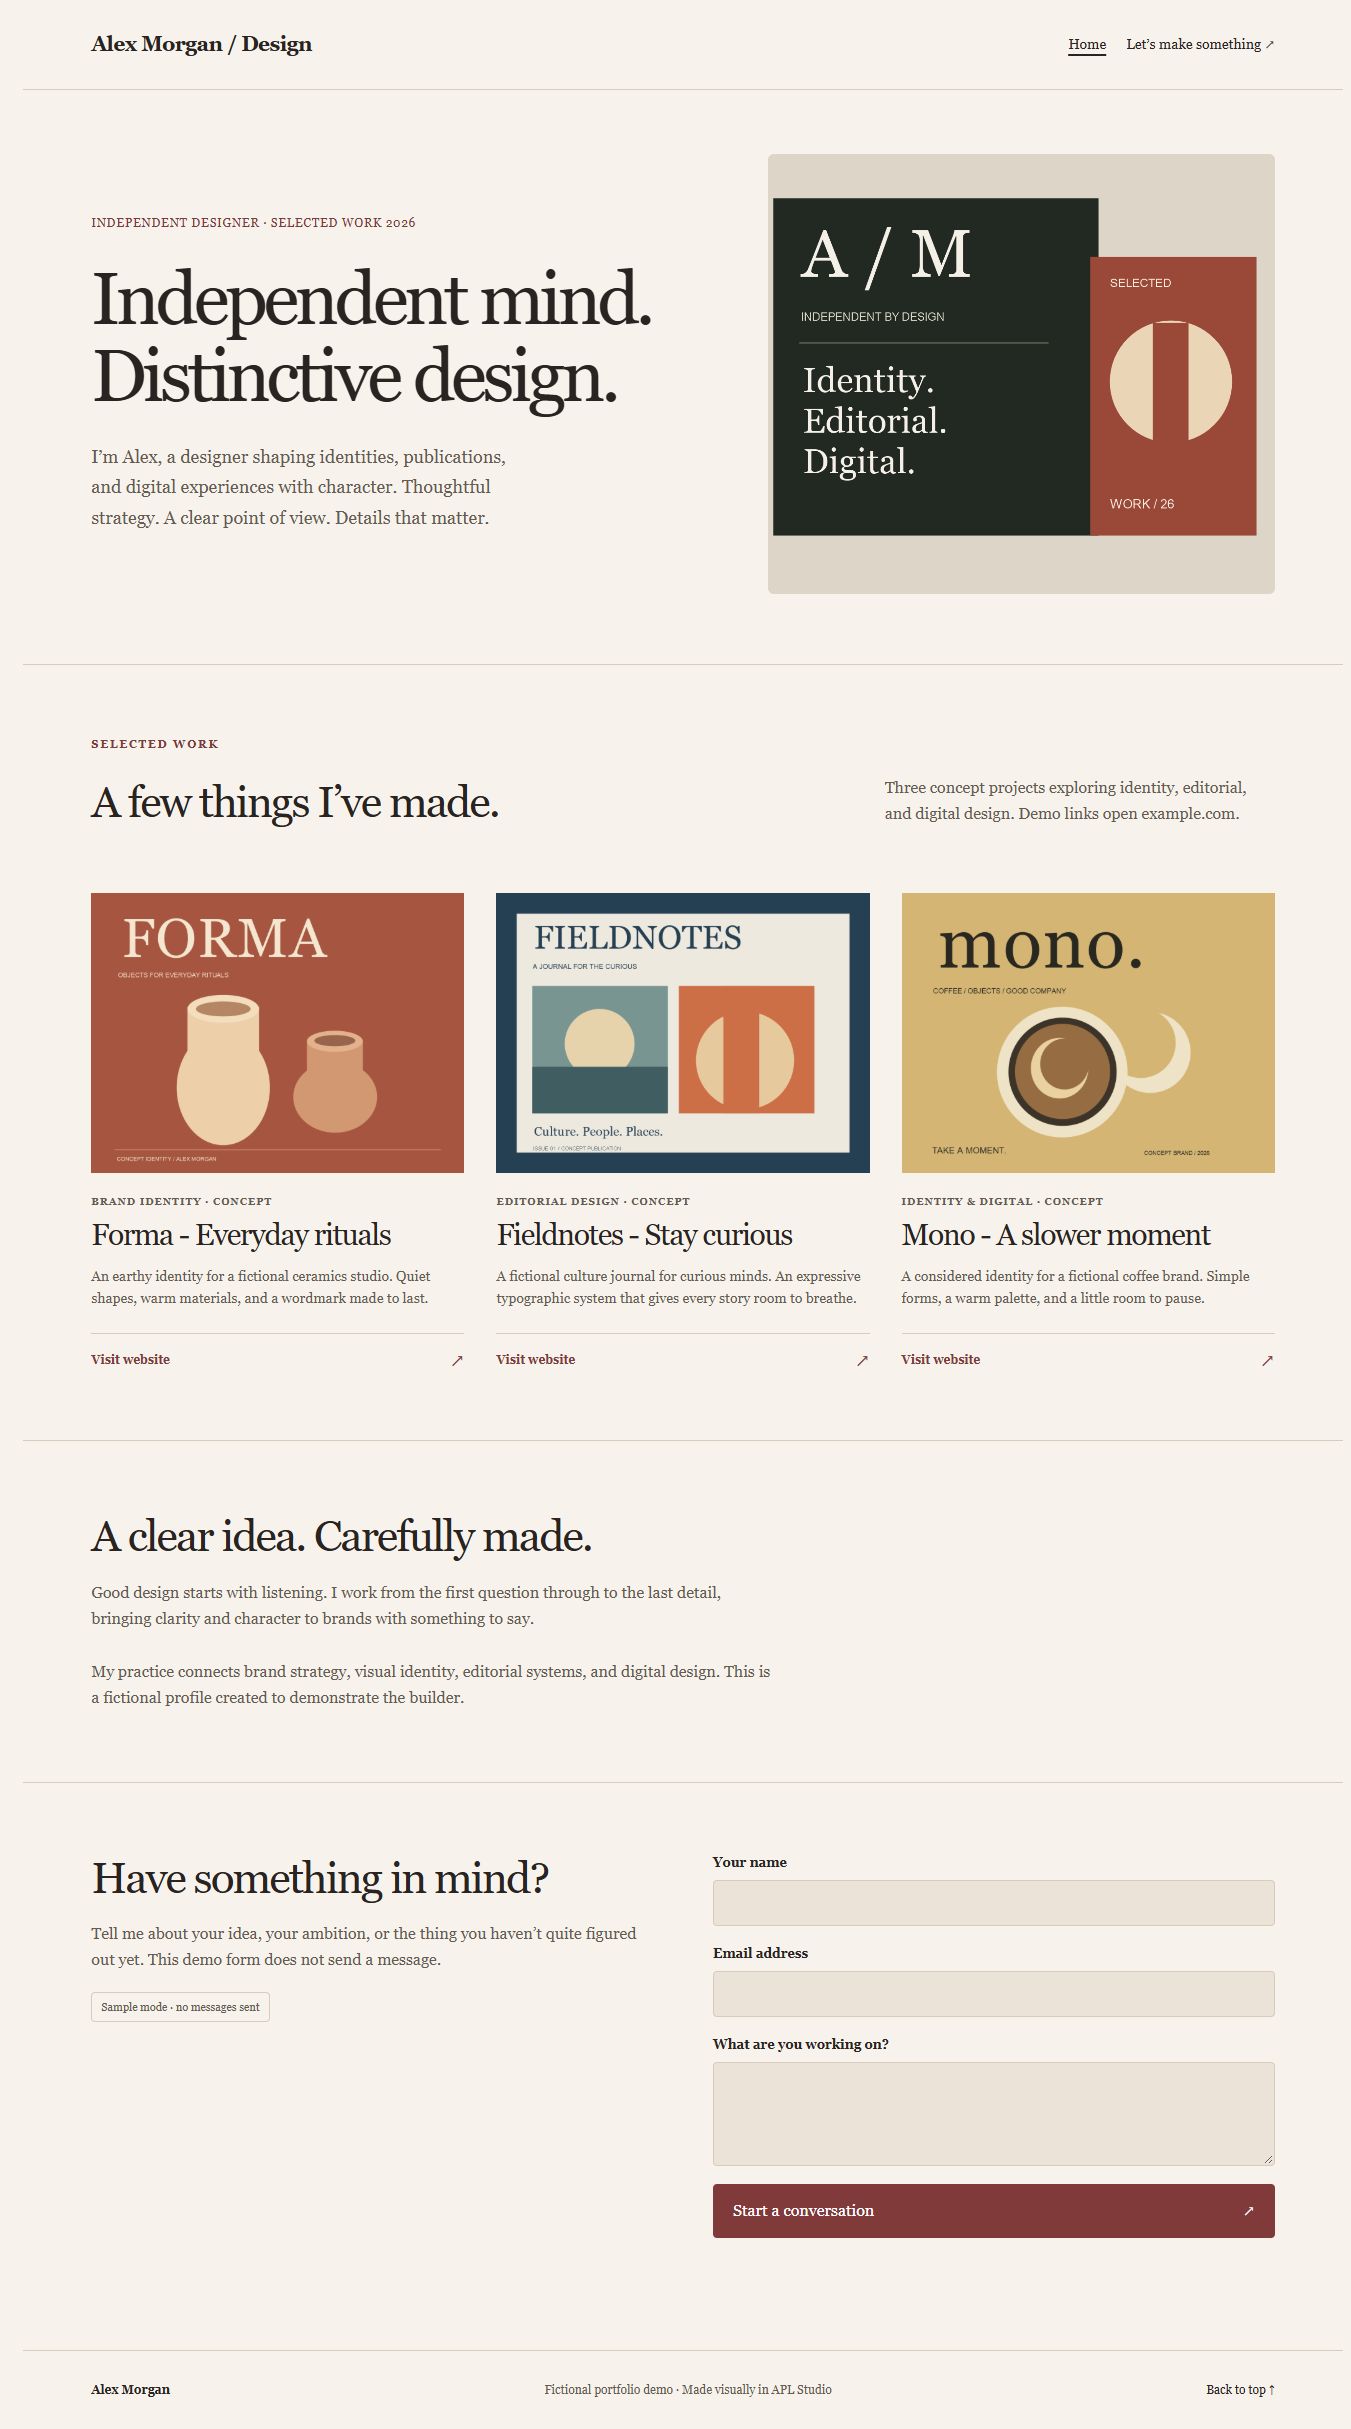 Alex Morgan / Design
Home
Let’s make something ↗
INDEPENDENT DESIGNER · SELECTED WORK 2026
Independent mind.
Distinctive design.
I’m Alex, a designer shaping identities, publications,
and digital experiences with character. Thoughtful
strategy. A clear point of view. Details that matter.
A / M
INDEPENDENT BY DESIGN
Identity.
Editorial.
Digital.
SELECTED
WORK / 26
SELECTED WORK
A few things I’ve made.
Three concept projects exploring identity, editorial,
and digital design. Demo links open example.com.
FORMA
OBJECTS FOR EVERYDAY RITUALS
CONCEPT IDENTITY / ALEX MORGAN
FIELDNOTES
A JOURNAL FOR THE CURIOUS
Culture. People. Places.
ISSUE 01 / CONCEPT PUBLICATION
mono.
COFFEE / OBJECTS / GOOD COMPANY
TAKE A MOMENT.
CONCEPT BRAND / 2026
BRAND IDENTITY · CONCEPT
Forma - Everyday rituals
An earthy identity for a fictional ceramics studio. Quiet
shapes, warm materials, and a wordmark made to last.
Visit website ↗
EDITORIAL DESIGN · CONCEPT
Fieldnotes - Stay curious
A fictional culture journal for curious minds. An expressive
typographic system that gives every story room to breathe.
Visit website ↗
IDENTITY & DIGITAL · CONCEPT
Mono - A slower moment
A considered identity for a fictional coffee brand. Simple
forms, a warm palette, and a little room to pause.
Visit website ↗
A clear idea. Carefully made.
Good design starts with listening. I work from the first question through to the last detail,
bringing clarity and character to brands with something to say.
My practice connects brand strategy, visual identity, editorial systems, and digital design. This is
a fictional profile created to demonstrate the builder.
Have something in mind?
Tell me about your idea, your ambition, or the thing you haven’t quite figured
out yet. This demo form does not send a message.
Sample mode · no messages sent
Your name
Email address
What are you working on?
Start a conversation ↗
Alex Morgan
Fictional portfolio demo · Made visually in APL Studio
Back to top ↑